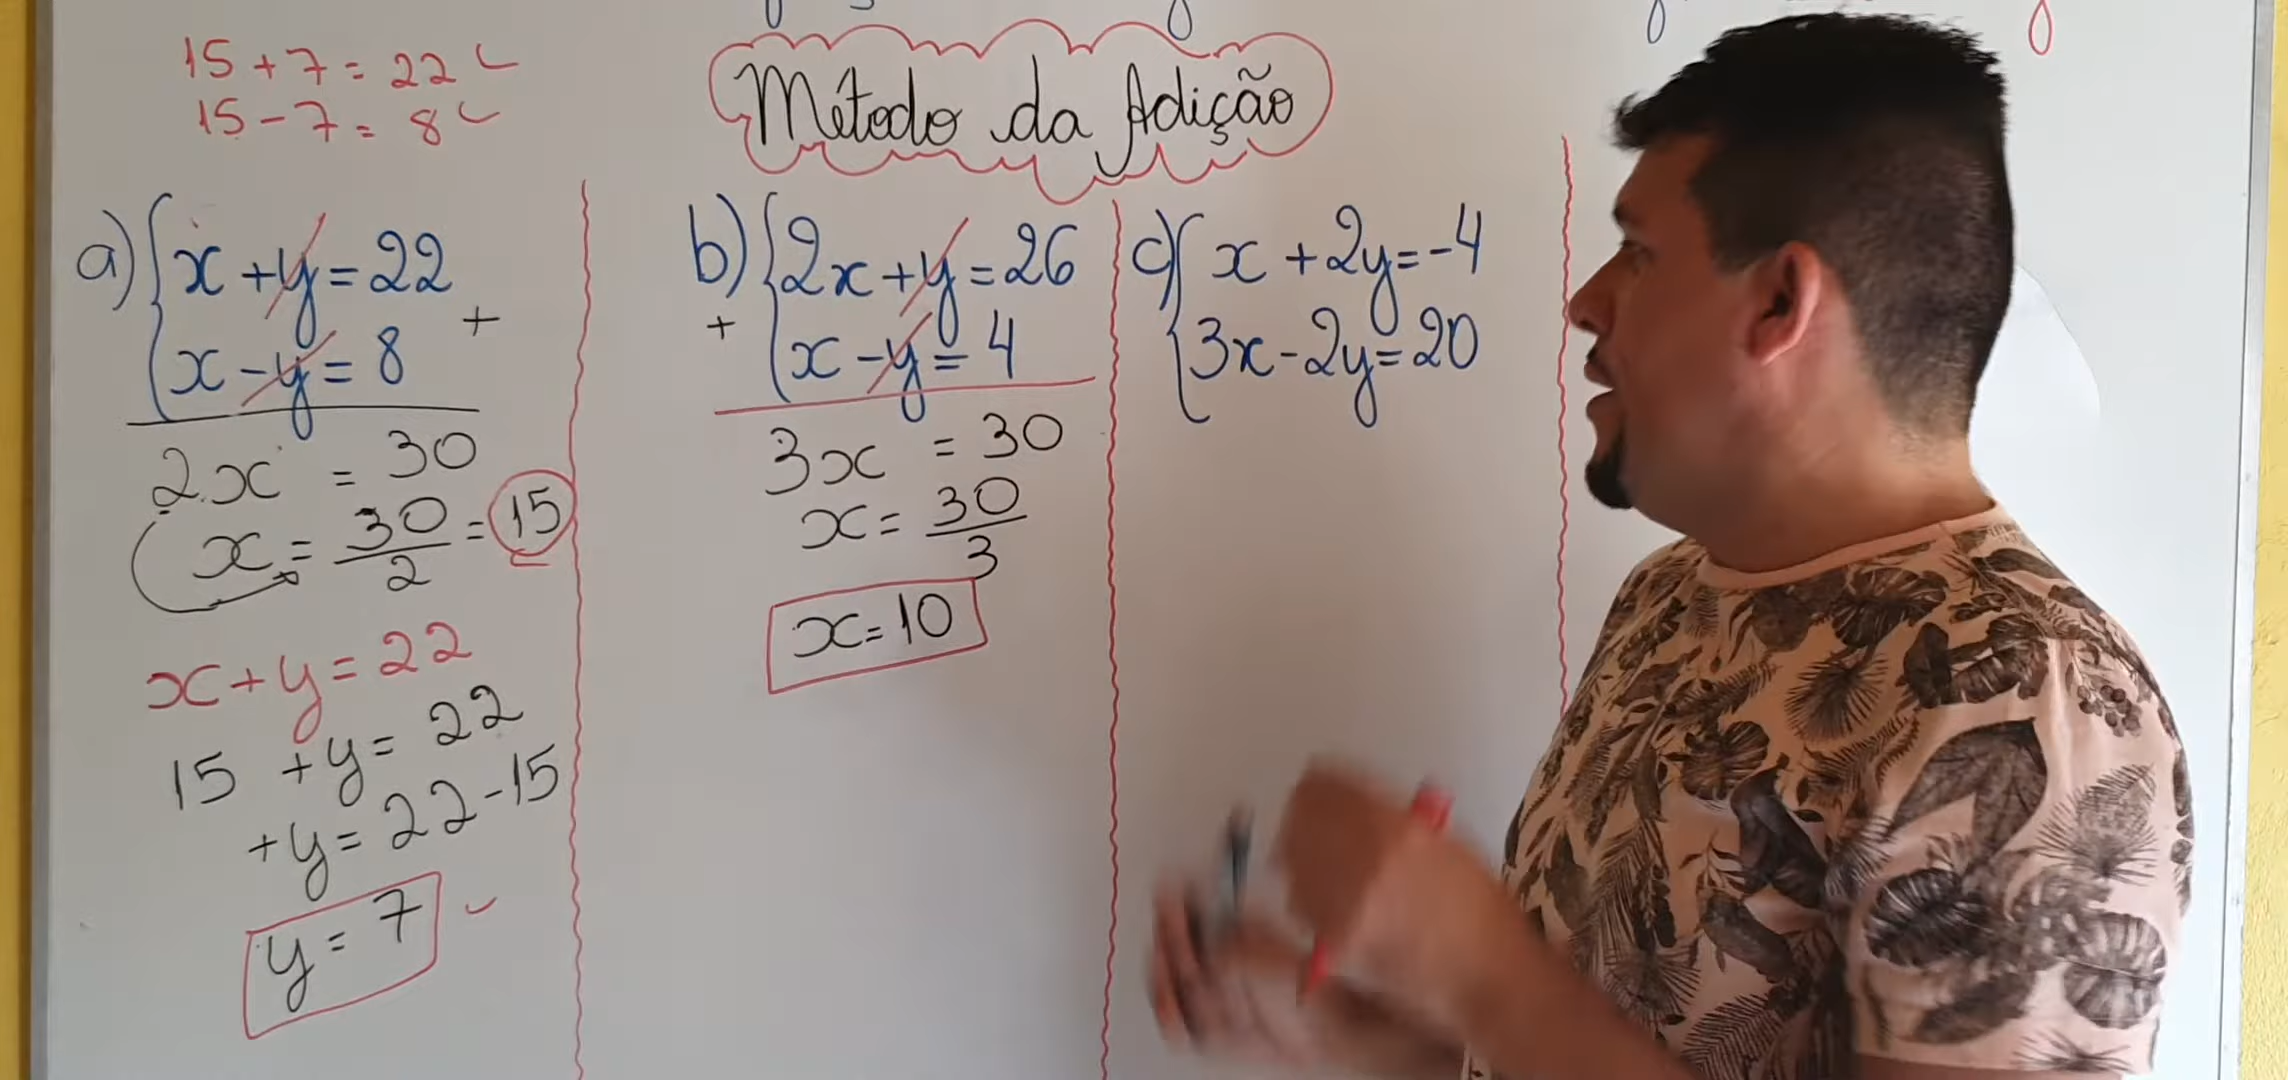 15 + 7 = 22
15 - 7 = 8
Método da Adição
a) x + y = 22
x - y = 8
+
2x = 30
x = 30/2 = 15
x + y = 22
15 + y = 22
+ y = 22 - 15
y = 7
b) 2x + y = 26
+
x - y = 4
3x = 30
x = 30/3
x = 10
c) x + 2y = -4
3x - 2y = 20